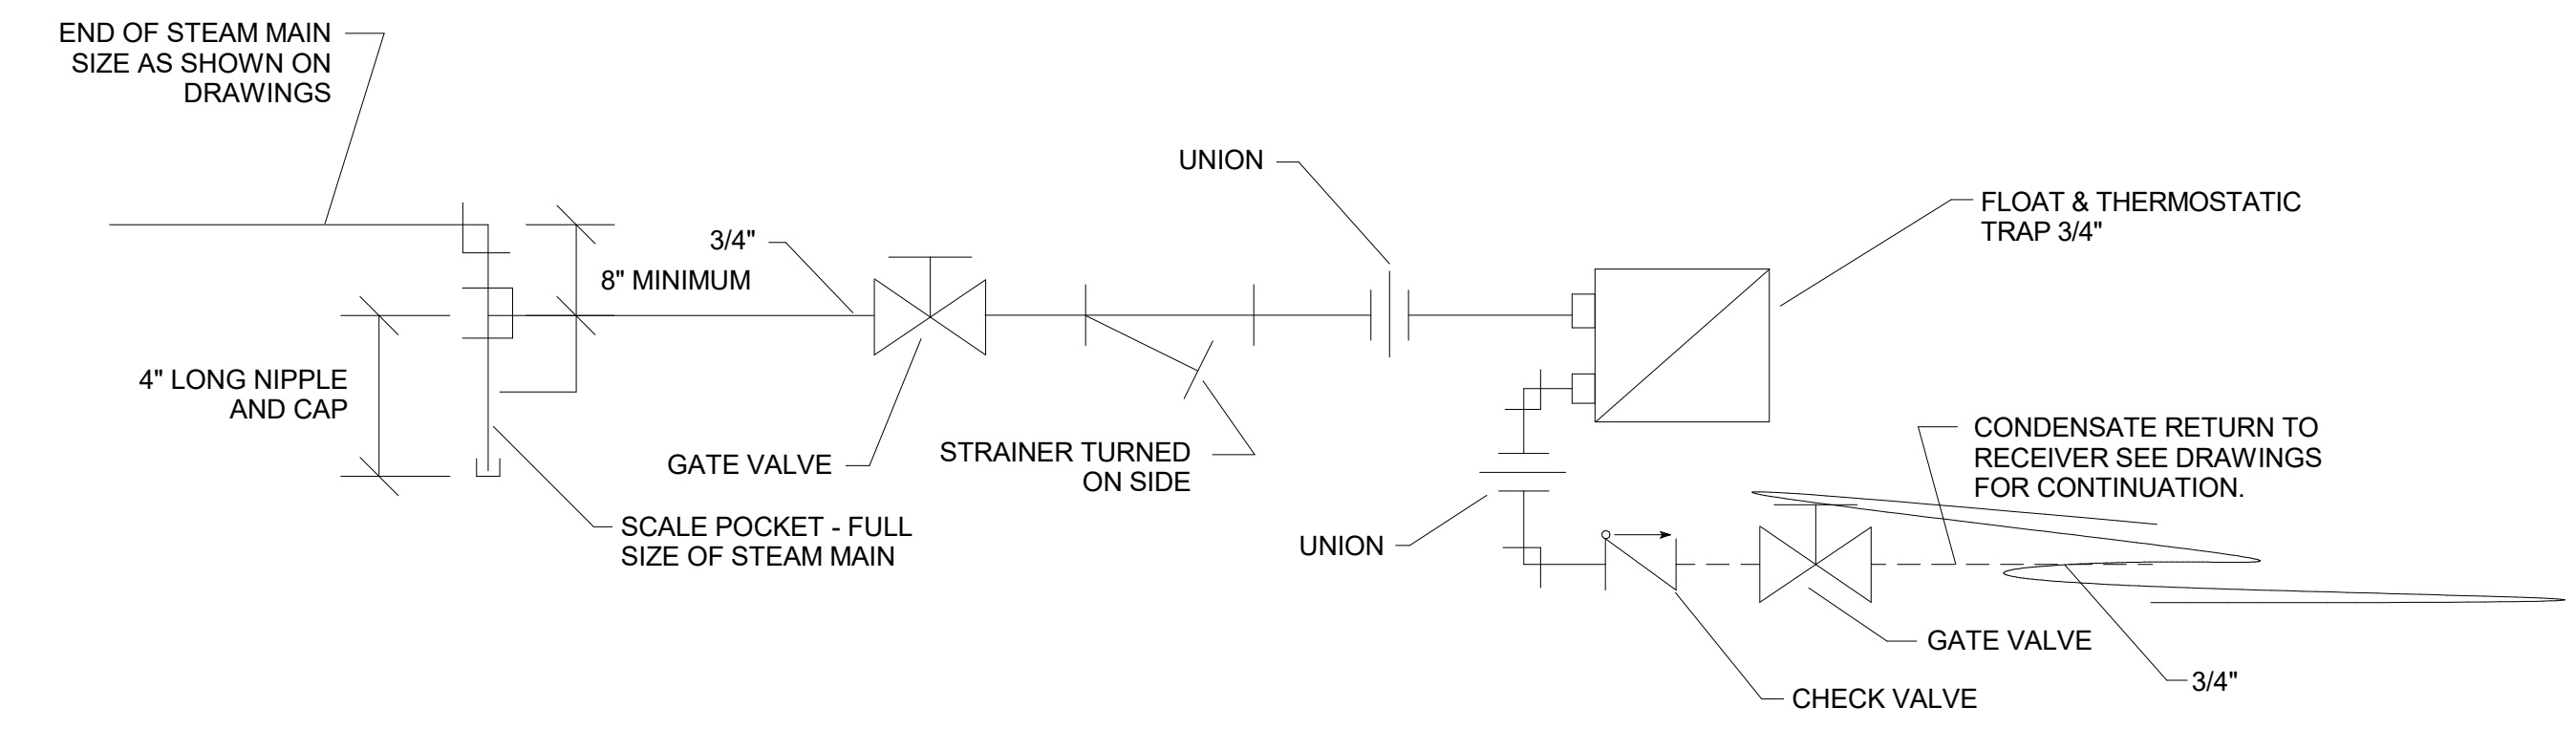 END OF STEAM MAIN
SIZE AS SHOWN ON
DRAWINGS
UNION
3/4"
8" MINIMUM
FLOAT & THERMOSTATIC
TRAP 3/4"
4" LONG NIPPLE
AND CAP
GATE VALVE
STRAINER TURNED
ON SIDE
SCALE POCKET - FULL
SIZE OF STEAM MAIN
UNION
CONDENSATE RETURN TO
RECEIVER SEE DRAWINGS
FOR CONTINUATION.
GATE VALVE
3/4"
CHECK VALVE